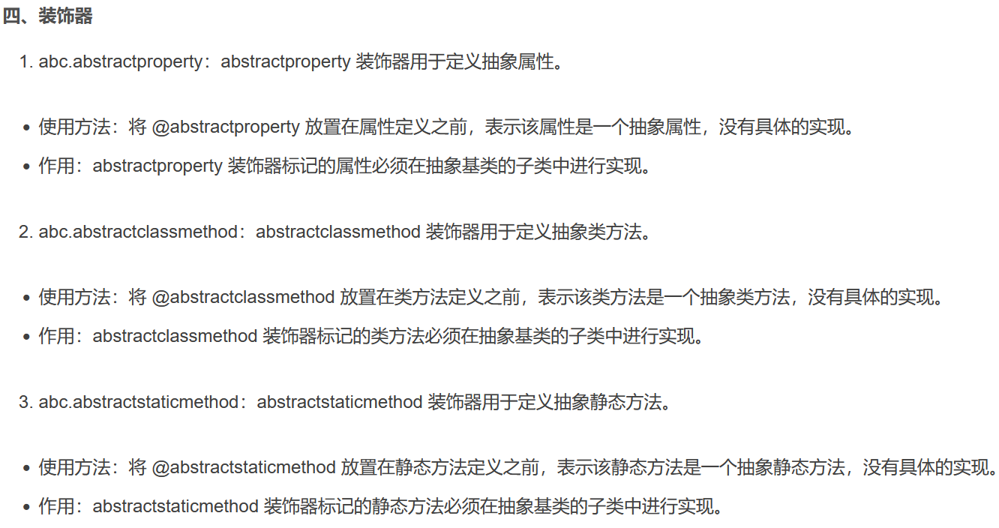 四、装饰器
1. abc.abstractproperty：abstractproperty 装饰器用于定义抽象属性。
• 使用方法：将 @abstractproperty 放置在属性定义之前，表示该属性是一个抽象属性，没有具体的实现。
• 作用：abstractproperty 装饰器标记的属性必须在抽象基类的子类中进行实现。
2. abc.abstractclassmethod：abstractclassmethod 装饰器用于定义抽象类方法。
• 使用方法：将 @abstractclassmethod 放置在类方法定义之前，表示该类方法是一个抽象类方法，没有具体的实现。
• 作用：abstractclassmethod 装饰器标记的类方法必须在抽象基类的子类中进行实现。
3. abc.abstractstaticmethod：abstractstaticmethod 装饰器用于定义抽象静态方法。
• 使用方法：将 @abstractstaticmethod 放置在静态方法定义之前，表示该静态方法是一个抽象静态方法，没有具体的实现。
• 作用：abstractstaticmethod 装饰器标记的静态方法必须在抽象基类的子类中进行实现。